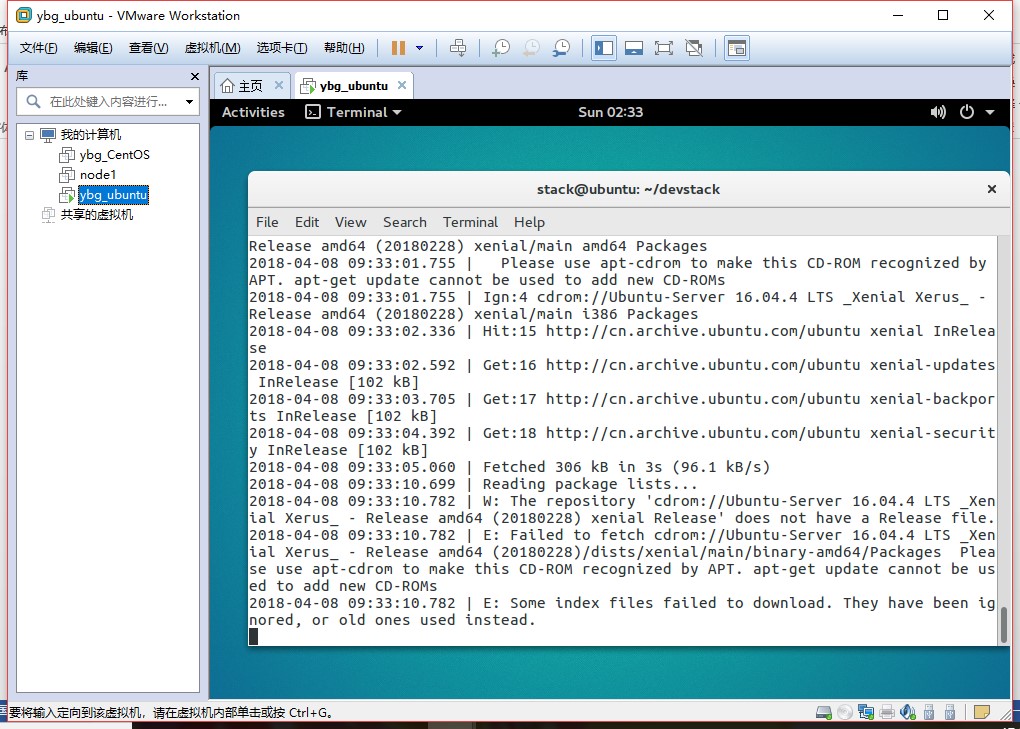 ybg_ubuntu - VMware Workstation
文件(F) 编辑(E) 查看(V) 虚拟机(M) 选项卡(T) 帮助(H)
库
在此处键入内容进行...
我的计算机
ybg_CentOS
node1
ybg_ubuntu
共享的虚拟机
主页 ybg_ubuntu
Activities Terminal Sun 02:33
stack@ubuntu: ~/devstack
File Edit View Search Terminal Help
Release amd64 (20180228) xenial/main amd64 Packages
2018-04-08 09:33:01.755 |   Please use apt-cdrom to make this CD-ROM recognized by
APT. apt-get update cannot be used to add new CD-ROMs
2018-04-08 09:33:01.755 | Ign:4 cdrom://Ubuntu-Server 16.04.4 LTS _Xenial Xerus_ -
Release amd64 (20180228) xenial/main i386 Packages
2018-04-08 09:33:02.336 | Hit:15 http://cn.archive.ubuntu.com/ubuntu xenial InRelea
se
2018-04-08 09:33:02.592 | Get:16 http://cn.archive.ubuntu.com/ubuntu xenial-updates
InRelease [102 kB]
2018-04-08 09:33:03.705 | Get:17 http://cn.archive.ubuntu.com/ubuntu xenial-backpor
ts InRelease [102 kB]
2018-04-08 09:33:04.392 | Get:18 http://cn.archive.ubuntu.com/ubuntu xenial-securit
y InRelease [102 kB]
2018-04-08 09:33:05.060 | Fetched 306 kB in 3s (96.1 kB/s)
2018-04-08 09:33:10.699 | Reading package lists...
2018-04-08 09:33:10.782 | W: The repository 'cdrom://Ubuntu-Server 16.04.4 LTS _Xen
ial Xerus_ - Release amd64 (20180228) xenial Release' does not have a Release file.
2018-04-08 09:33:10.782 | E: Failed to fetch cdrom://Ubuntu-Server 16.04.4 LTS _Xen
ial Xerus_ - Release amd64 (20180228)/dists/xenial/main/binary-amd64/Packages  Plea
se use apt-cdrom to make this CD-ROM recognized by APT. apt-get update cannot be us
ed to add new CD-ROMs
2018-04-08 09:33:10.782 | E: Some index files failed to download. They have been ig
nored, or old ones used instead.
要将输入定向到该虚拟机，请在虚拟机内部单击或按 Ctrl+G。